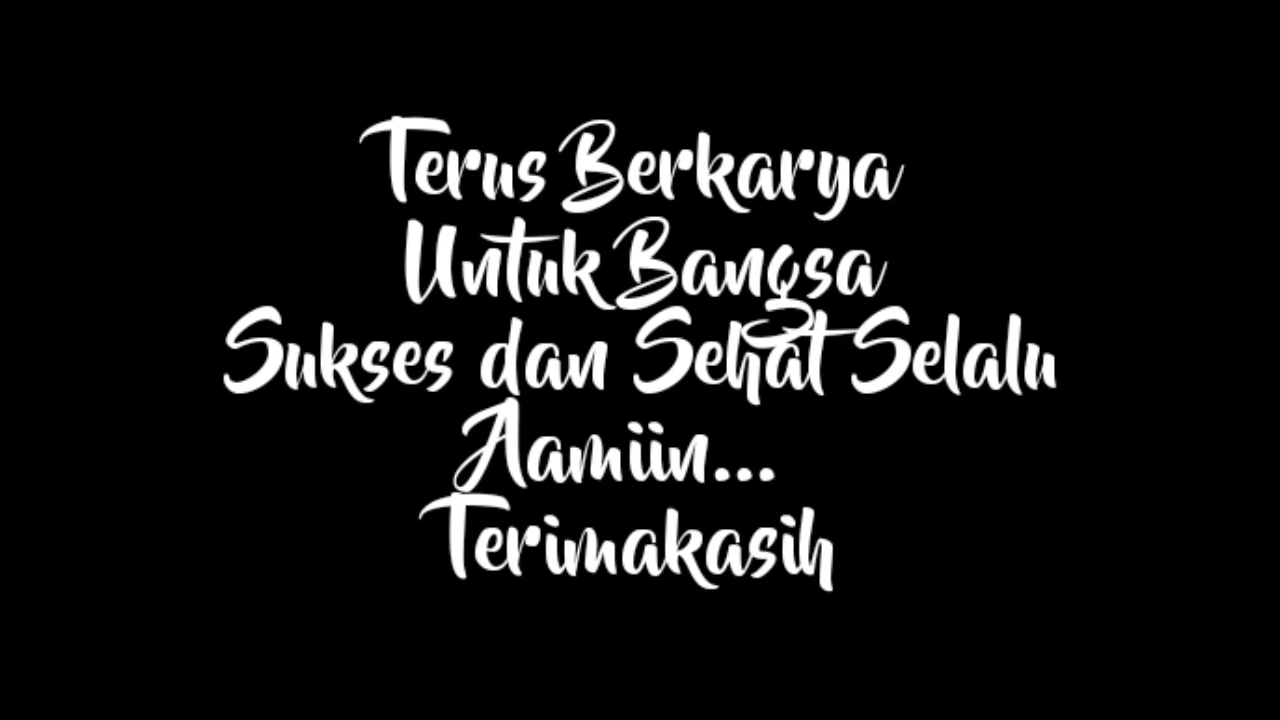 Terus Berkarya
Untuk Bangsa
Sukses dan Sehat Selalu
Aamiin...
Terimakasih